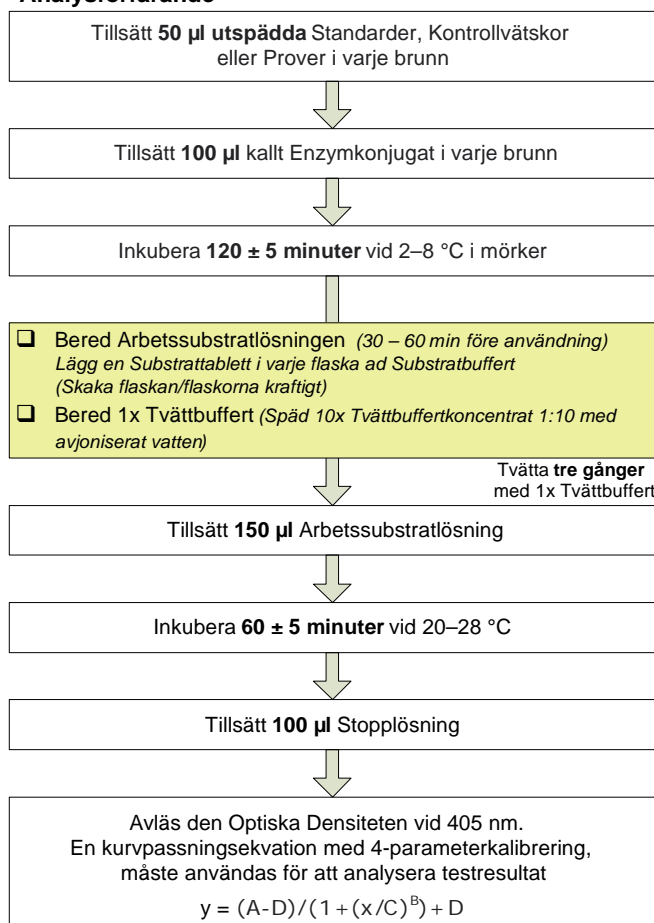 Analysförfarande
Tillsätt 50 µl utspädda Standarder, Kontrollvätskor
eller Prover i varje brunn
Tillsätt 100 µl kallt Enzymkonjugat i varje brunn
Inkubera 120 ± 5 minuter vid 2–8 °C i mörker
❑ Bered Arbetssubstratlösningen (30 – 60 min före användning)
Lägg en Substrattablett i varje flaska ad Substratbuffert
(Skaka flaskan/flaskorna kraftigt)
❑ Bered 1x Tvättbuffert (Späd 10x Tvättbuffertkoncentrat 1:10 med
avjoniserat vatten)
Tvätta tre gånger
med 1x Tvättbuffert
Tillsätt 150 µl Arbetssubstratlösning
Inkubera 60 ± 5 minuter vid 20–28 °C
Tillsätt 100 µl Stopplösning
Avläs den Optiska Densiteten vid 405 nm.
En kurvpassningsekvation med 4-parameterkalibrering,
måste användas för att analysera testresultat
y = (A-D)/(1+(x/C)^B)+D